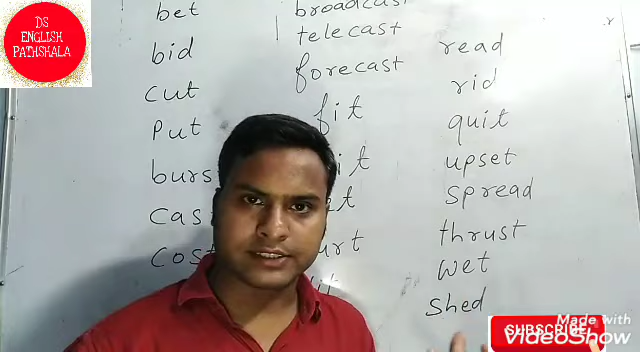 DS
ENGLISH
PATHSHALA
bet
bid
cut
put
broadcast
telecast
forecast
fit
read
rid
quit
upset
spread
thrust
wet
shed
SUBSCRIBE
Made with
VideoShow